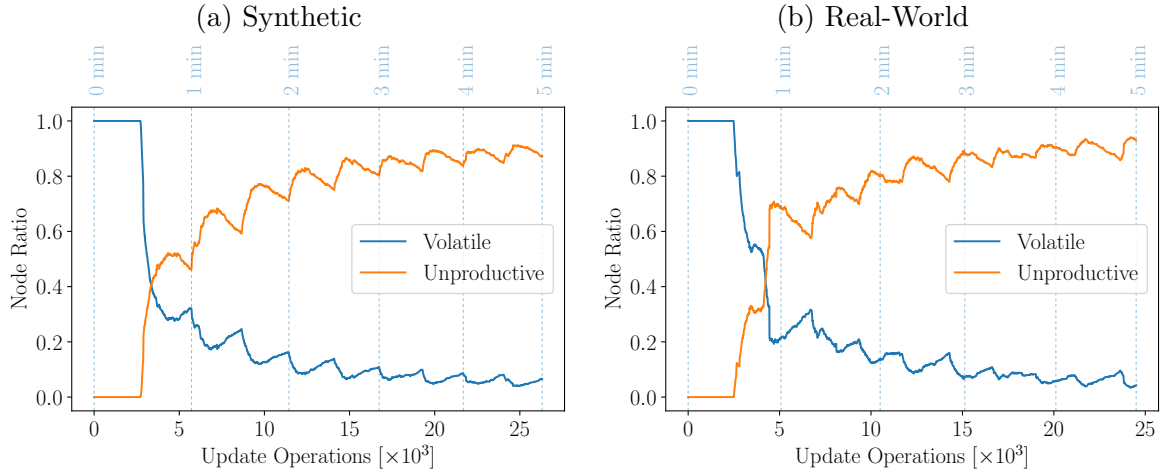 (a) Synthetic
0 min
1 min
2 min
3 min
4 min
5 min
1.0
0.8
0.6
0.4
0.2
0.0
Node Ratio
Volatile
Unproductive
0
5
10
15
20
25
Update Operations [×10³]
(b) Real-World
0 min
1 min
2 min
3 min
4 min
5 min
1.0
0.8
0.6
0.4
0.2
0.0
Node Ratio
Volatile
Unproductive
0
5
10
15
20
25
Update Operations [×10³]